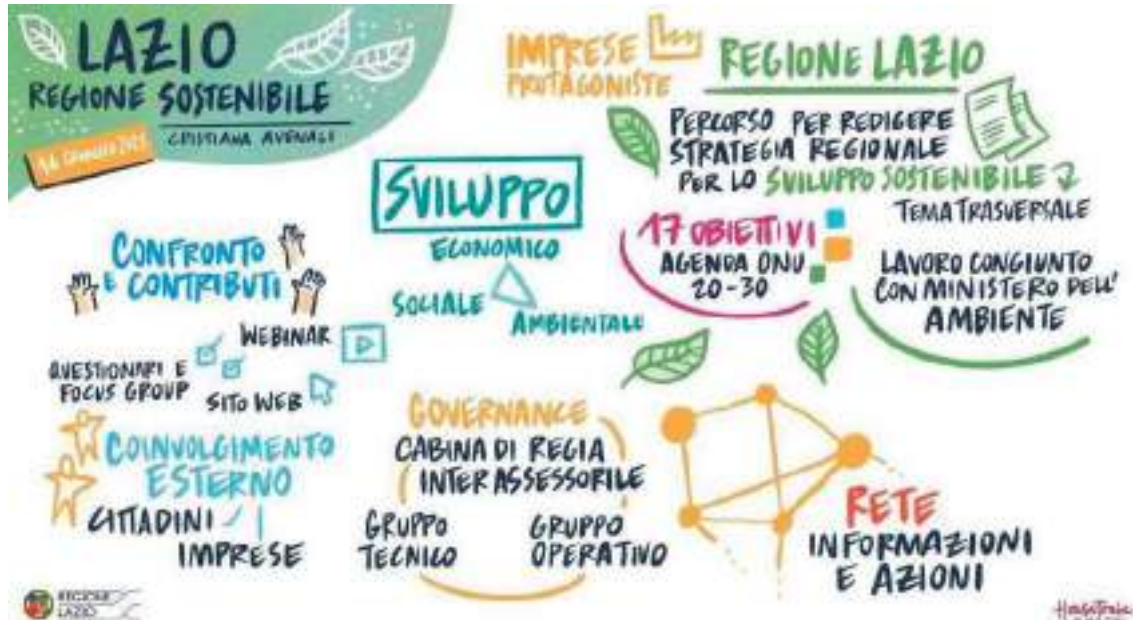 LAZIO
REGIONE SOSTENIBILE
CRISTIANA AVENALI
IMPRESE
PROTAGONISTE
REGIONE LAZIO
PERCORSO PER REDIGERE
STRATEGIA REGIONALE
PER LO SVILUPPO SOSTENIBILE
TEMA TRASVERSALE
17 OBIETTIVI
AGENDA ONU
20-30
LAVORO CONGIUNTO
CON MINISTERO DELL'
AMBIENTE
SVILUPPO
ECONOMICO
SOCIALE
AMBIENTALE
CONFRONTO
E CONTRIBUTI
WEBINAR
QUESTIONARI E
FOCUS GROUP
SITO WEB
COINVOLGIMENTO
ESTERNO
CITTADINI
IMPRESE
GOVERNANCE
CABINA DI REGIA
INTERASSESSORILE
GRUPPO
TECNICO
GRUPPO
OPERATIVO
RETE
INFORMAZIONI
E AZIONI
REGIONE
LAZIO